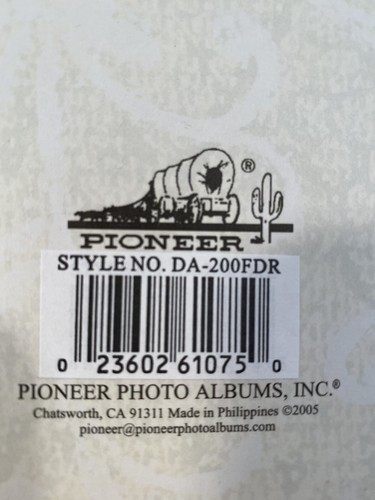 ®
PIONEER
STYLE NO. DA-200FDR
0 23602 61075 0
PIONEER PHOTO ALBUMS, INC.®
Chatsworth, CA 91311 Made in Philippines ©2005
pioneer@pioneerphotoalbums.com